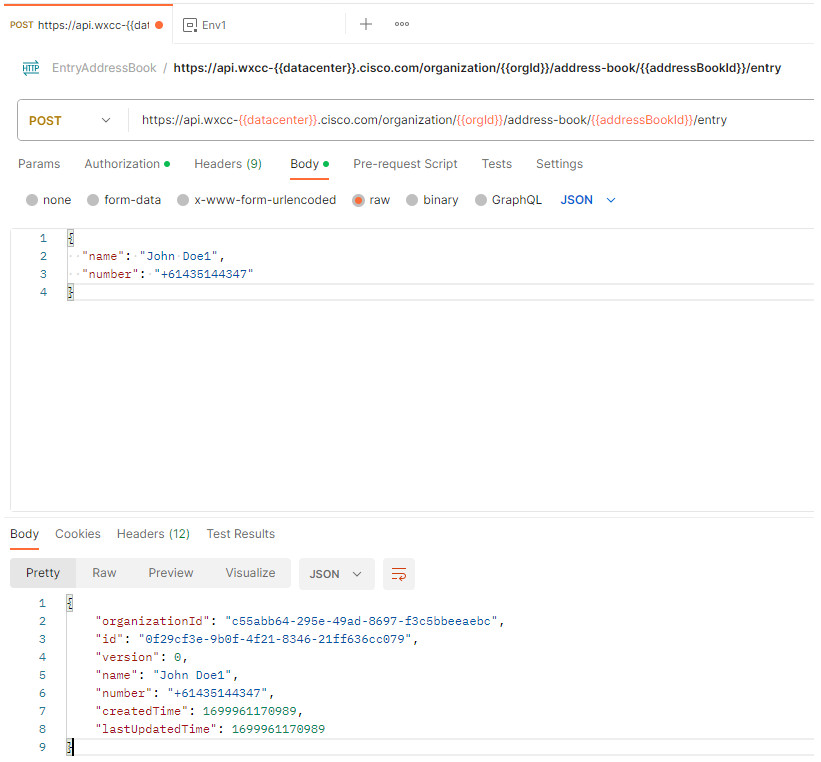 POST https://api.wxcc-{{dat Env1
HTTP EntryAddressBook / https://api.wxcc-{{datacenter}}.cisco.com/organization/{{orgId}}/address-book/{{addressBookId}}/entry
POST https://api.wxcc-{{datacenter}}.cisco.com/organization/{{orgId}}/address-book/{{addressBookId}}/entry
Params Authorization Headers (9) Body Pre-request Script Tests Settings
none form-data x-www-form-urlencoded raw binary GraphQL JSON
1 {
2 "name": "John Doe1",
3 "number": "+61435144347"
4 }
Body Cookies Headers (12) Test Results
Pretty Raw Preview Visualize JSON
1 {
2 "organizationId": "c55abb64-295e-49ad-8697-f3c5bbeeaebc",
3 "id": "0f29cf3e-9b0f-4f21-8346-21ff636cc079",
4 "version": 0,
5 "name": "John Doe1",
6 "number": "+61435144347",
7 "createdTime": 1699961170989,
8 "lastUpdatedTime": 1699961170989
9 }